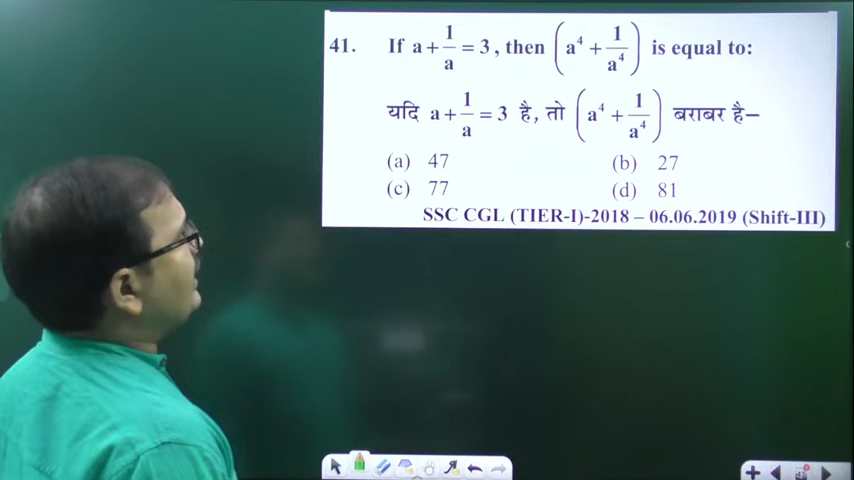 41. If a + 1/a = 3, then (a⁴ + 1/a⁴) is equal to:
यदि a + 1/a = 3 है, तो (a⁴ + 1/a⁴) बराबर है–
(a) 47 (b) 27
(c) 77 (d) 81
SSC CGL (TIER-I)-2018 – 06.06.2019 (Shift-III)